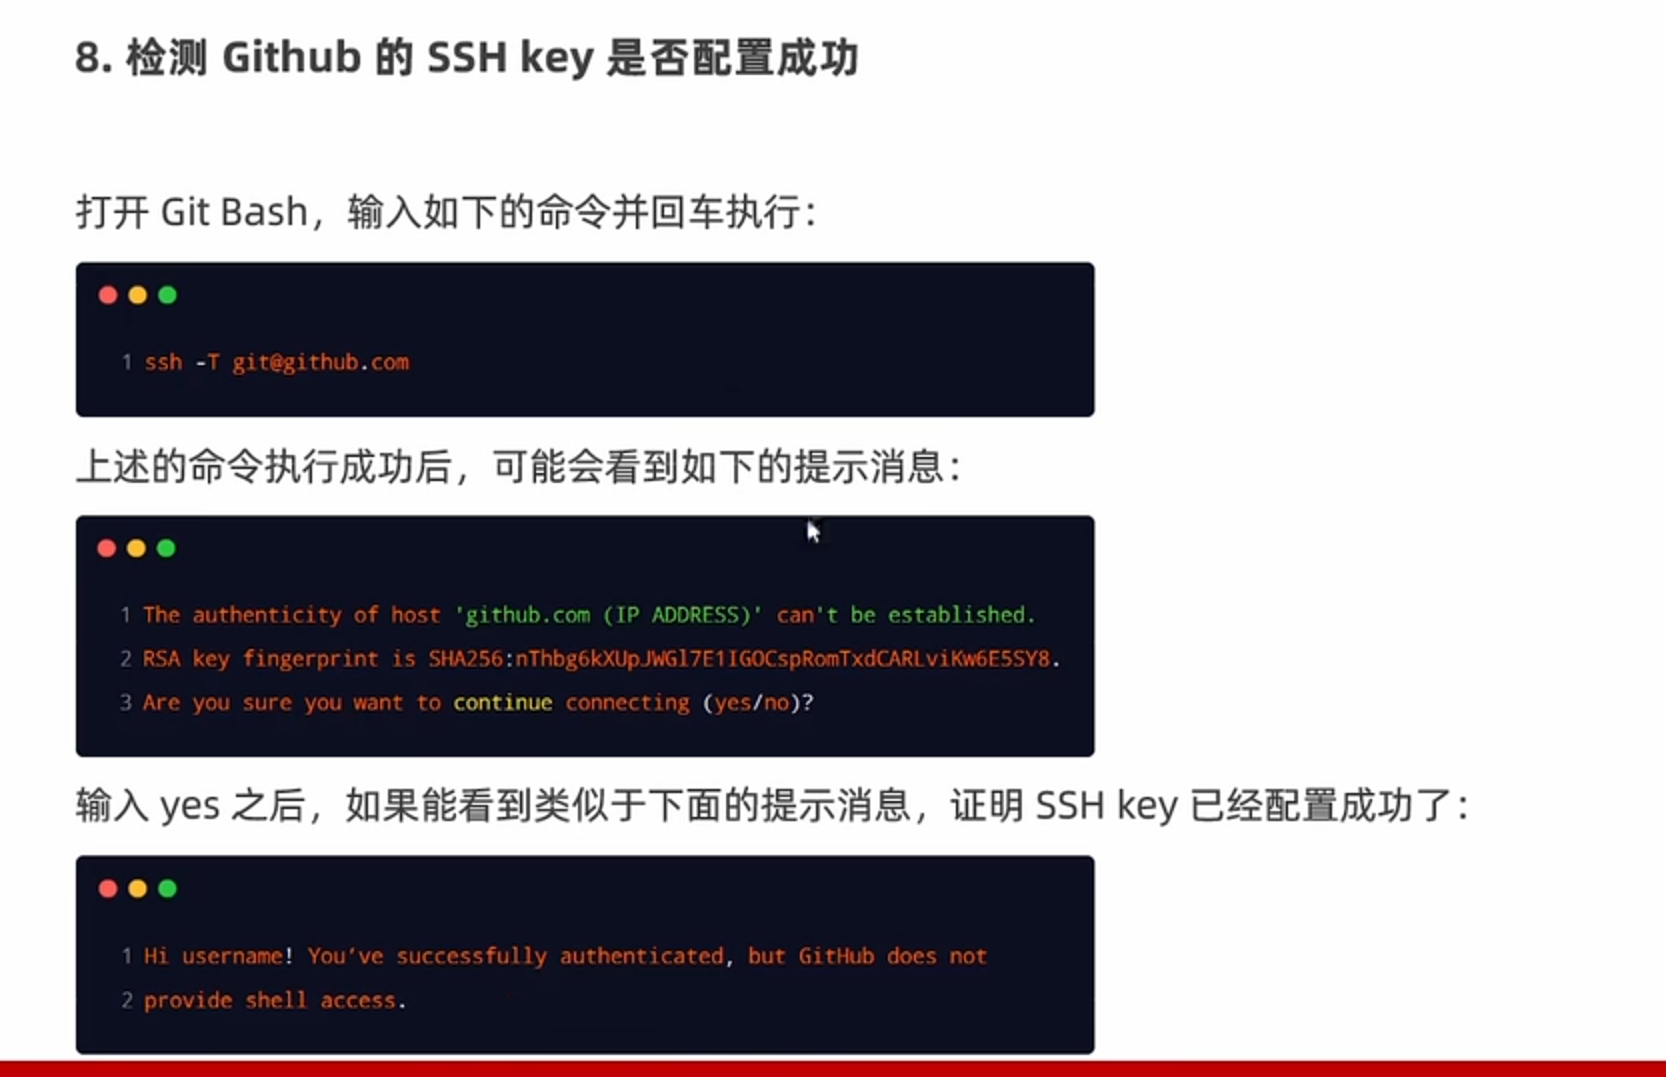 8. 检测 Github 的 SSH key 是否配置成功
打开 Git Bash，输入如下的命令并回车执行：
1 ssh -T git@github.com
上述的命令执行成功后，可能会看到如下的提示消息：
1 The authenticity of host 'github.com (IP ADDRESS)' can't be established.
2 RSA key fingerprint is SHA256:nThbg6kXUpJWGl7E1IGOCspRomTxdCARLviKw6E5SY8.
3 Are you sure you want to continue connecting (yes/no)?
输入 yes 之后，如果能看到类似于下面的提示消息，证明 SSH key 已经配置成功了：
1 Hi username! You've successfully authenticated, but GitHub does not
2 provide shell access.